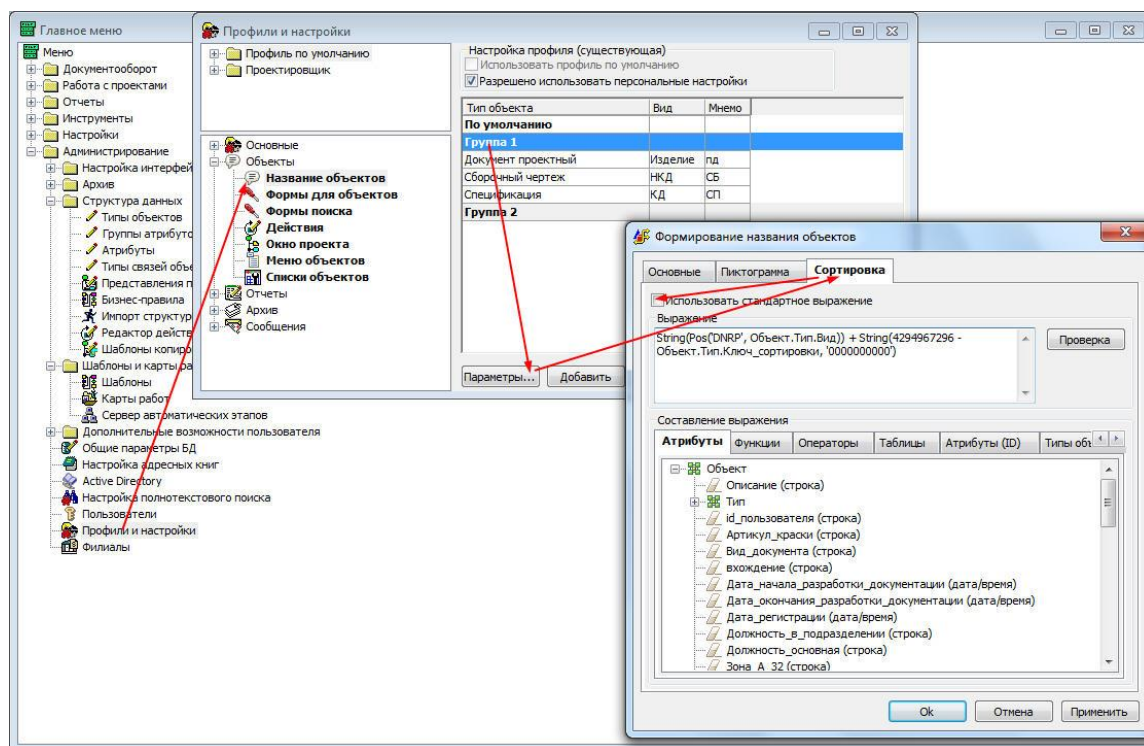 Главное меню
Меню
Документооборот
Работа с проектами
Отчеты
Инструменты
Настройки
Администрирование
Настройка интерфей
Архив
Структура данных
Типы объектов
Группы атрибуто
Атрибуты
Типы связей объе
Представления п
Бизнес-правила
Импорт структур
Редактор действ
Шаблоны копиро
Шаблоны и карты ра
Шаблоны
Карты работ
Сервер автоматических этапов
Дополнительные возможности пользователя
Общие параметры БД
Настройка адресных книг
Active Directory
Настройка полнотекстового поиска
Пользователи
Профили и настройки
Филиалы
Профили и настройки
Профиль по умолчанию
Проектировщик
Основные
Объекты
Название объектов
Формы для объектов
Формы поиска
Действия
Окно проекта
Меню объектов
Списки объектов
Отчеты
Архив
Сообщения
Настройка профиля (существующая)
Использовать профиль по умолчанию
Разрешено использовать персональные настройки
Тип объекта Вид Мнемо
По умолчанию
Группа 1
Документ проектный Изделие пд
Сборочный чертеж НКД СБ
Спецификация КД СП
Группа 2
Параметры... Добавить
Формирование названия объектов
Основные Пиктограмма Сортировка
Использовать стандартное выражение
Выражение
String(Pos('DNRP', Объект.Тип.Вид)) + String(4294967296 -
Объект.Тип.Ключ_сортировки, '0000000000')
Проверка
Составление выражения
Атрибуты Функции Операторы Таблицы Атрибуты (ID) Типы объ
Объект
Описание (строка)
Тип
id_пользователя (строка)
Артикул_краски (строка)
Вид_документа (строка)
вхождение (строка)
Дата_начала_разработки_документации (дата/время)
Дата_окончания_разработки_документации (дата/время)
Дата_регистрации (дата/время)
Должность_в_подразделении (строка)
Должность_основная (строка)
Зона_А_32 (строка)
Ok Отмена Применить